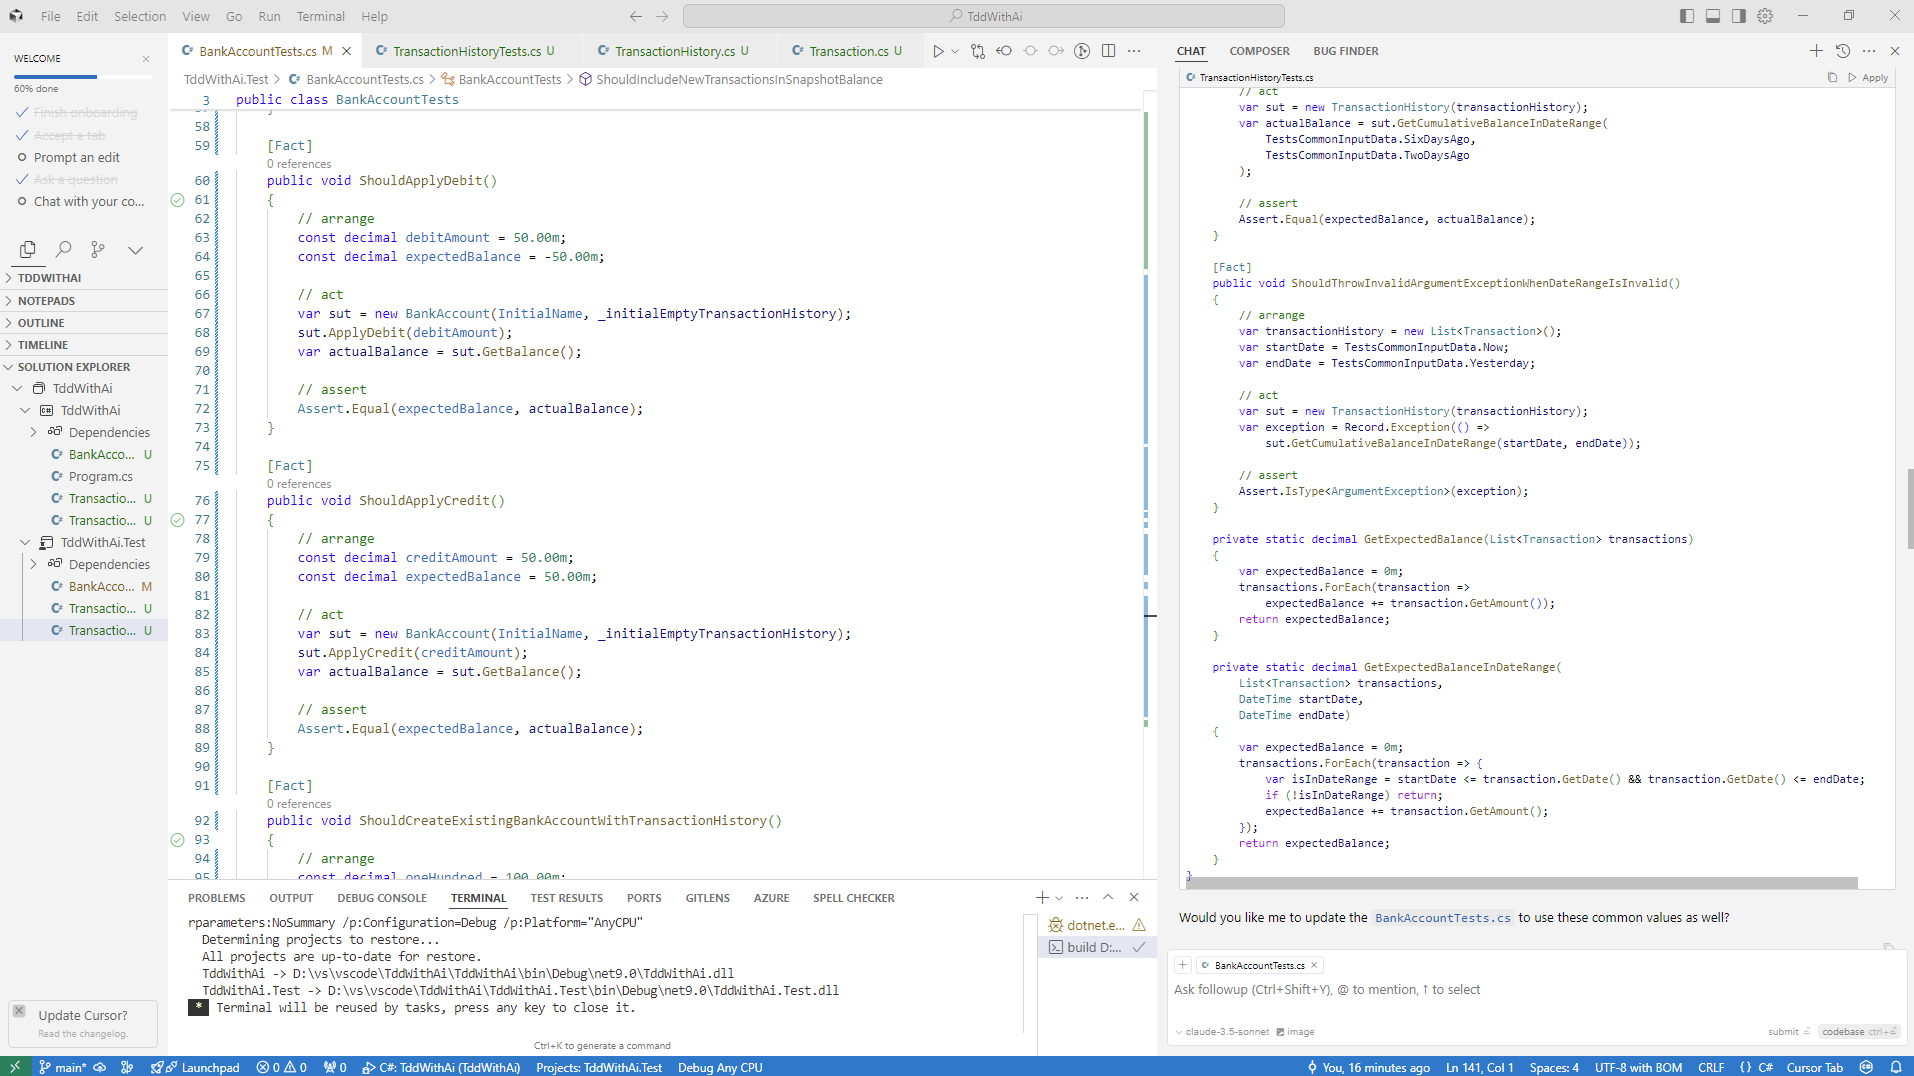 File Edit Selection View Go Run Terminal Help
TddWithAi
WELCOME
60% done
Finish onboarding
Accept a tab
Prompt an edit
Ask a question
Chat with your co...
TDDWITHAI
NOTEPADS
OUTLINE
TIMELINE
SOLUTION EXPLORER
TddWithAi
TddWithAi
Dependencies
BankAcco... U
Program.cs
Transactio... U
Transactio... U
TddWithAi.Test
Dependencies
BankAcco... M
Transactio... U
Transactio... U
Update Cursor?
Read the changelog.
BankAccountTests.cs M
TransactionHistoryTests.cs U
TransactionHistory.cs U
Transaction.cs U
TddWithAi.Test > BankAccountTests.cs > BankAccountTests > ShouldIncludeNewTransactionsInSnapshotBalance
3 public class BankAccountTests
57 }
58
59 [Fact]
0 references
60 public void ShouldApplyDebit()
61 {
62 // arrange
63 const decimal debitAmount = 50.00m;
64 const decimal expectedBalance = -50.00m;
65
66 // act
67 var sut = new BankAccount(InitialName, _initialEmptyTransactionHistory);
68 sut.ApplyDebit(debitAmount);
69 var actualBalance = sut.GetBalance();
70
71 // assert
72 Assert.Equal(expectedBalance, actualBalance);
73 }
74
75 [Fact]
0 references
76 public void ShouldApplyCredit()
77 {
78 // arrange
79 const decimal creditAmount = 50.00m;
80 const decimal expectedBalance = 50.00m;
81
82 // act
83 var sut = new BankAccount(InitialName, _initialEmptyTransactionHistory);
84 sut.ApplyCredit(creditAmount);
85 var actualBalance = sut.GetBalance();
86
87 // assert
88 Assert.Equal(expectedBalance, actualBalance);
89 }
90
91 [Fact]
0 references
92 public void ShouldCreateExistingBankAccountWithTransactionHistory()
93 {
94 // arrange
95 const decimal oneHundred = 100.00m;
PROBLEMS OUTPUT DEBUG CONSOLE TERMINAL TEST RESULTS PORTS GITLENS AZURE SPELL CHECKER
rparameters:NoSummary /p:Configuration=Debug /p:Platform="AnyCPU"
Determining projects to restore...
All projects are up-to-date for restore.
TddWithAi -> D:\vs\vscode\TddWithAi\TddWithAi\bin\Debug\net9.0\TddWithAi.dll
TddWithAi.Test -> D:\vs\vscode\TddWithAi\TddWithAi.Test\bin\Debug\net9.0\TddWithAi.Test.dll
* Terminal will be reused by tasks, press any key to close it.
Ctrl+K to generate a command
dotnet.e...
build D:...
CHAT COMPOSER BUG FINDER
TransactionHistoryTests.cs Apply
// act
var sut = new TransactionHistory(transactionHistory);
var actualBalance = sut.GetCumulativeBalanceInDateRange(
TestsCommonInputData.SixDaysAgo,
TestsCommonInputData.TwoDaysAgo
);
// assert
Assert.Equal(expectedBalance, actualBalance);
}
[Fact]
public void ShouldThrowInvalidArgumentExceptionWhenDateRangeIsInvalid()
{
// arrange
var transactionHistory = new List<Transaction>();
var startDate = TestsCommonInputData.Now;
var endDate = TestsCommonInputData.Yesterday;
// act
var sut = new TransactionHistory(transactionHistory);
var exception = Record.Exception(() =>
sut.GetCumulativeBalanceInDateRange(startDate, endDate));
// assert
Assert.IsType<ArgumentException>(exception);
}
private static decimal GetExpectedBalance(List<Transaction> transactions)
{
var expectedBalance = 0m;
transactions.ForEach(transaction =>
expectedBalance += transaction.GetAmount());
return expectedBalance;
}
private static decimal GetExpectedBalanceInDateRange(
List<Transaction> transactions,
DateTime startDate,
DateTime endDate)
{
var expectedBalance = 0m;
transactions.ForEach(transaction => {
var isInDateRange = startDate <= transaction.GetDate() && transaction.GetDate() <= endDate;
if (!isInDateRange) return;
expectedBalance += transaction.GetAmount();
});
return expectedBalance;
}
}
Would you like me to update the BankAccountTests.cs to use these common values as well?
+ BankAccountTests.cs ×
Ask followup (Ctrl+Shift+Y), @ to mention, ↑ to select
claude-3.5-sonnet image submit codebase ctrl+
main* Launchpad 0 0 0 C#: TddWithAi (TddWithAi) Projects: TddWithAi.Test Debug Any CPU You, 16 minutes ago Ln 141, Col 1 Spaces: 4 UTF-8 with BOM CRLF {} C# Cursor Tab